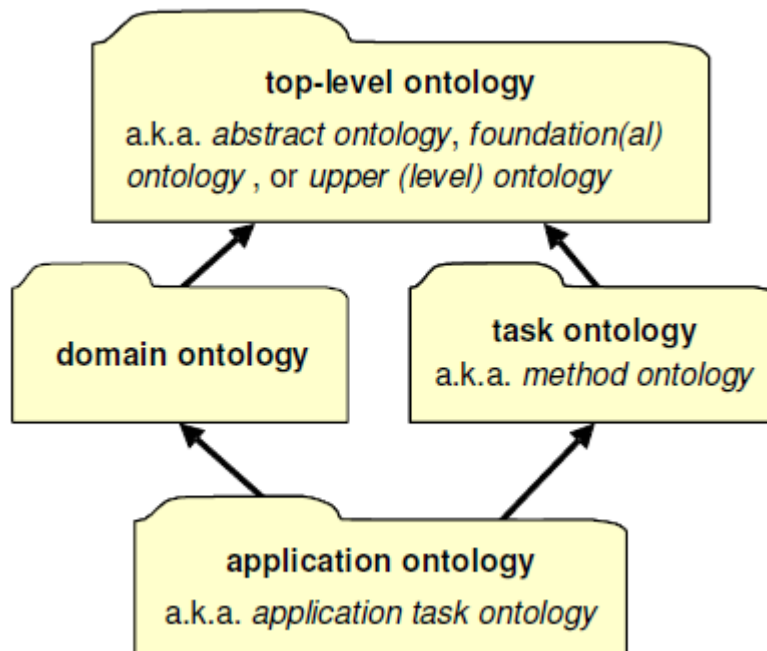 top-level ontology
a.k.a. abstract ontology, foundation(al)
ontology , or upper (level) ontology
domain ontology
task ontology
a.k.a. method ontology
application ontology
a.k.a. application task ontology